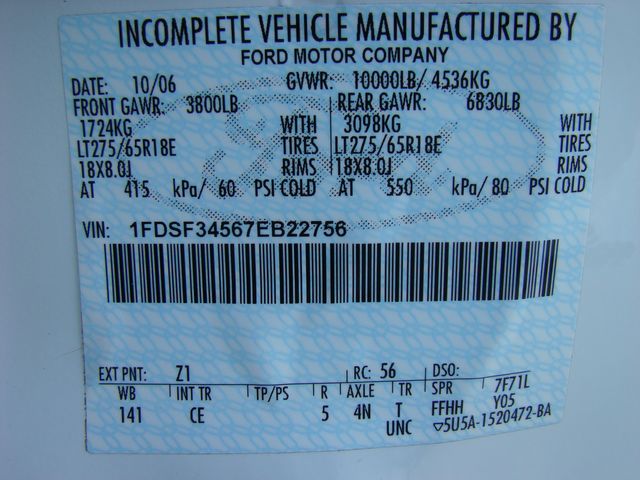 INCOMPLETE VEHICLE MANUFACTURED BY
FORD MOTOR COMPANY
DATE: 10/06 GVWR: 10000LB/ 4536KG
FRONT GAWR: 3800LB REAR GAWR: 6830LB
1724KG WITH 3098KG WITH
LT275/65R18E TIRES LT275/65R18E TIRES
18X8.0J RIMS 18X8.0J RIMS
AT 415 kPa/ 60 PSI COLD AT 550 kPa/ 80 PSI COLD
VIN: 1FDSF34567EB22756
EXT PNT: Z1 RC: 56 DSO:
WB INT TR TP/PS R AXLE TR SPR 7F71L
141 CE 5 4N T FFHH Y05
UNC ▽5U5A-1520472-BA